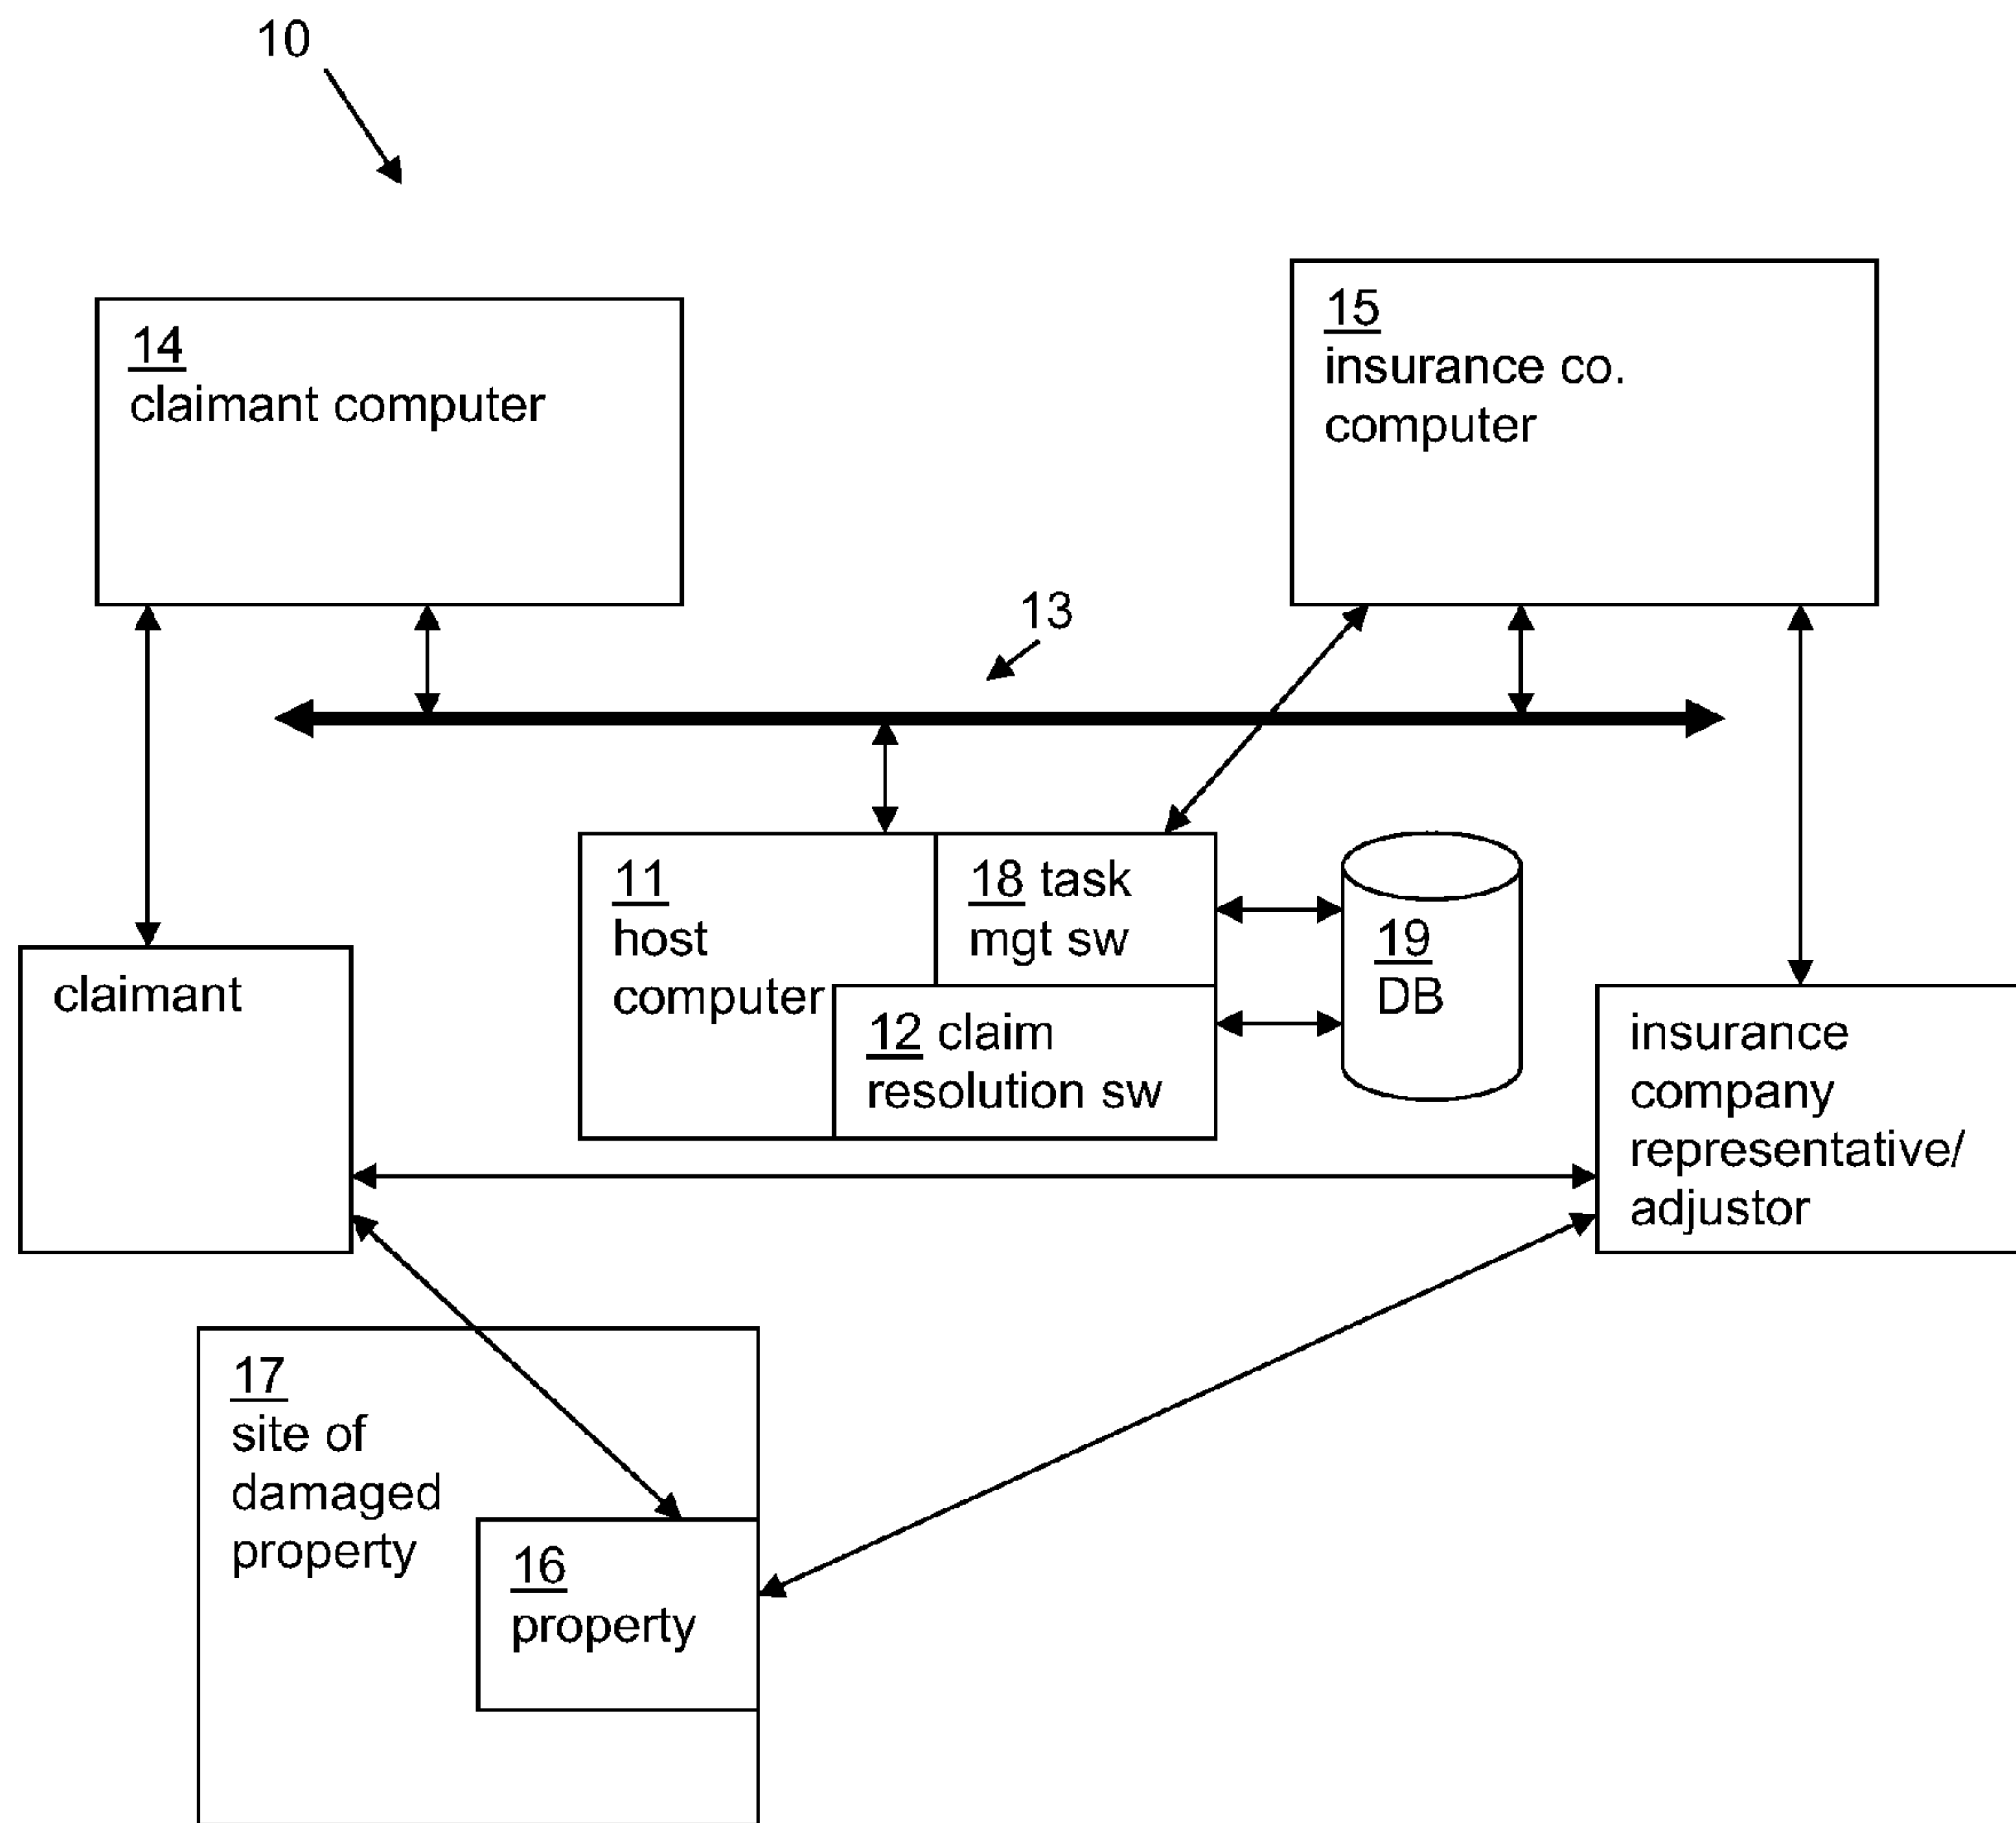 10
14
claimant computer
15
insurance co.
computer
13
11
host
computer
18 task
mgt sw
12 claim
resolution sw
19
DB
claimant
insurance
company
representative/
adjustor
17
site of
damaged
property
16
property